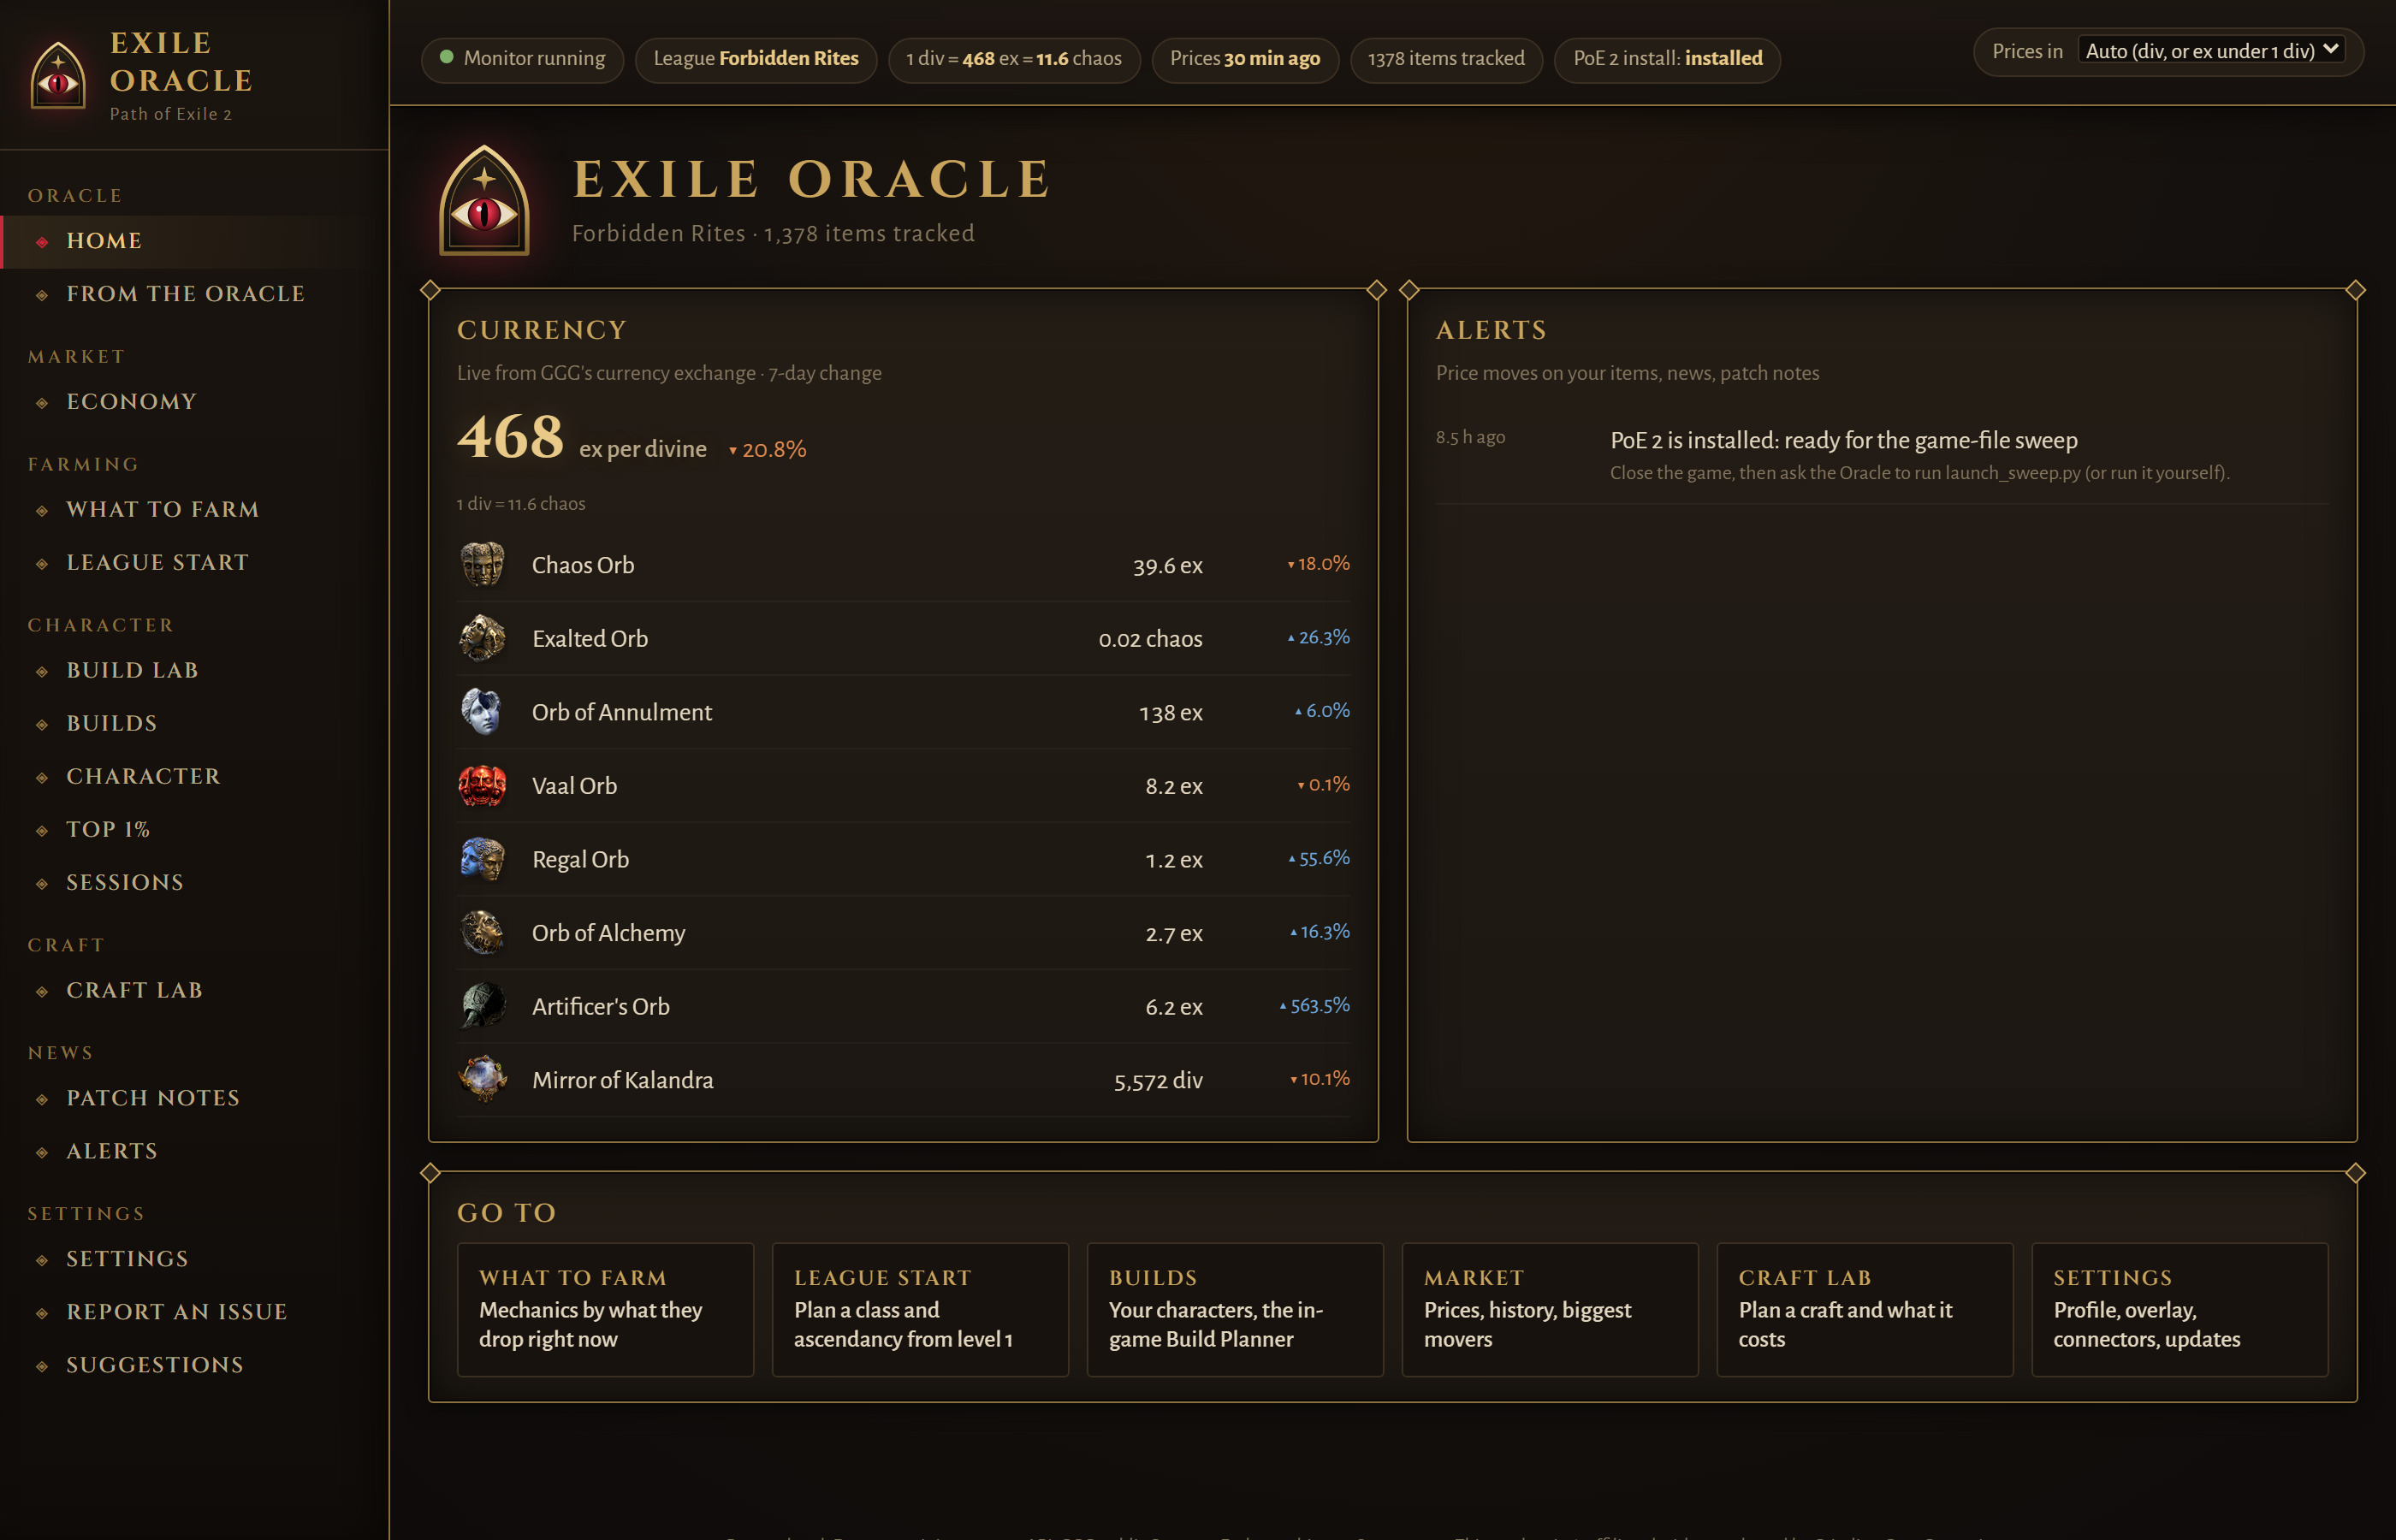 EXILE
ORACLE
Path of Exile 2
ORACLE
HOME
FROM THE ORACLE
MARKET
ECONOMY
FARMING
WHAT TO FARM
LEAGUE START
CHARACTER
BUILD LAB
BUILDS
CHARACTER
TOP 1%
SESSIONS
CRAFT
CRAFT LAB
NEWS
PATCH NOTES
ALERTS
SETTINGS
SETTINGS
REPORT AN ISSUE
SUGGESTIONS
Monitor running
League Forbidden Rites
1 div = 468 ex = 11.6 chaos
Prices 30 min ago
1378 items tracked
PoE 2 install: installed
Prices in Auto (div, or ex under 1 div)
EXILE ORACLE
Forbidden Rites · 1,378 items tracked
CURRENCY
Live from GGG's currency exchange · 7-day change
468 ex per divine ▾ 20.8%
1 div = 11.6 chaos
Chaos Orb 39.6 ex ▾ 18.0%
Exalted Orb 0.02 chaos ▴ 26.3%
Orb of Annulment 138 ex ▴ 6.0%
Vaal Orb 8.2 ex ▾ 0.1%
Regal Orb 1.2 ex ▴ 55.6%
Orb of Alchemy 2.7 ex ▴ 16.3%
Artificer's Orb 6.2 ex ▴ 563.5%
Mirror of Kalandra 5,572 div ▾ 10.1%
ALERTS
Price moves on your items, news, patch notes
8.5 h ago PoE 2 is installed: ready for the game-file sweep
Close the game, then ask the Oracle to run launch_sweep.py (or run it yourself).
GO TO
WHAT TO FARM
Mechanics by what they
drop right now
LEAGUE START
Plan a class and
ascendancy from level 1
BUILDS
Your characters, the in-
game Build Planner
MARKET
Prices, history, biggest
movers
CRAFT LAB
Plan a craft and what it
costs
SETTINGS
Profile, overlay,
connectors, updates